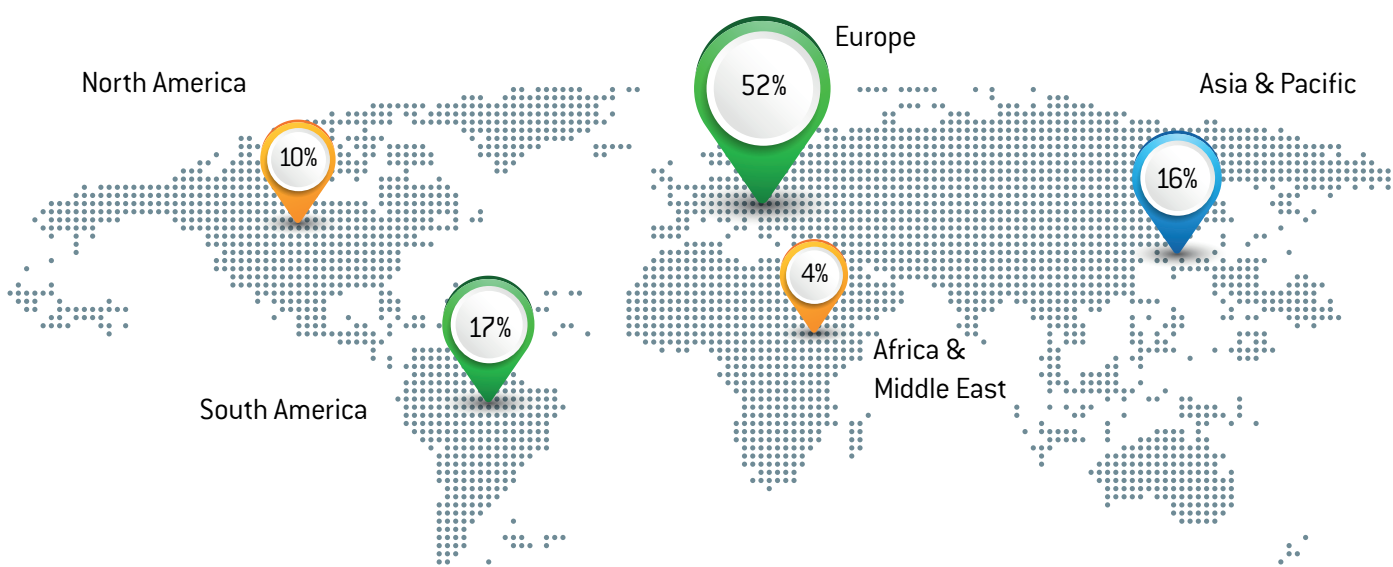 Europe
52%
North America
Asia & Pacific
10%
16%
4%
17%
Africa &
Middle East
South America